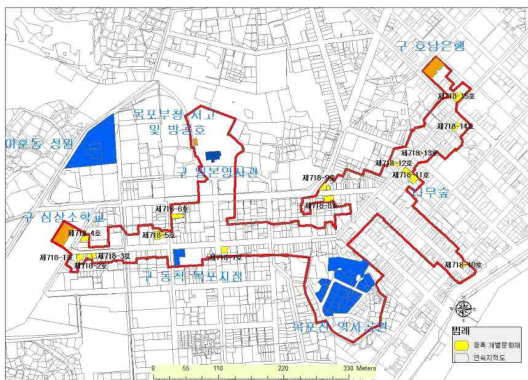 구 호남은행
제718-15호
제718-14호
목포부청 서고
및 방공호
이훈동 정원
제718-13호
제718-12호
제718-11호
구 일본영사관
제718-9호
제718-8호
나무숲
제718-6호
구 심상소학교
제718-4호
제718-5호
제718-1호
제718-3호
제718-2호
구 동척 목포지점
제718-7호
제718-10호
목포진 역사공원
범례
등록 개별문화재
연속지적도
0 55 110 220 330 Meters